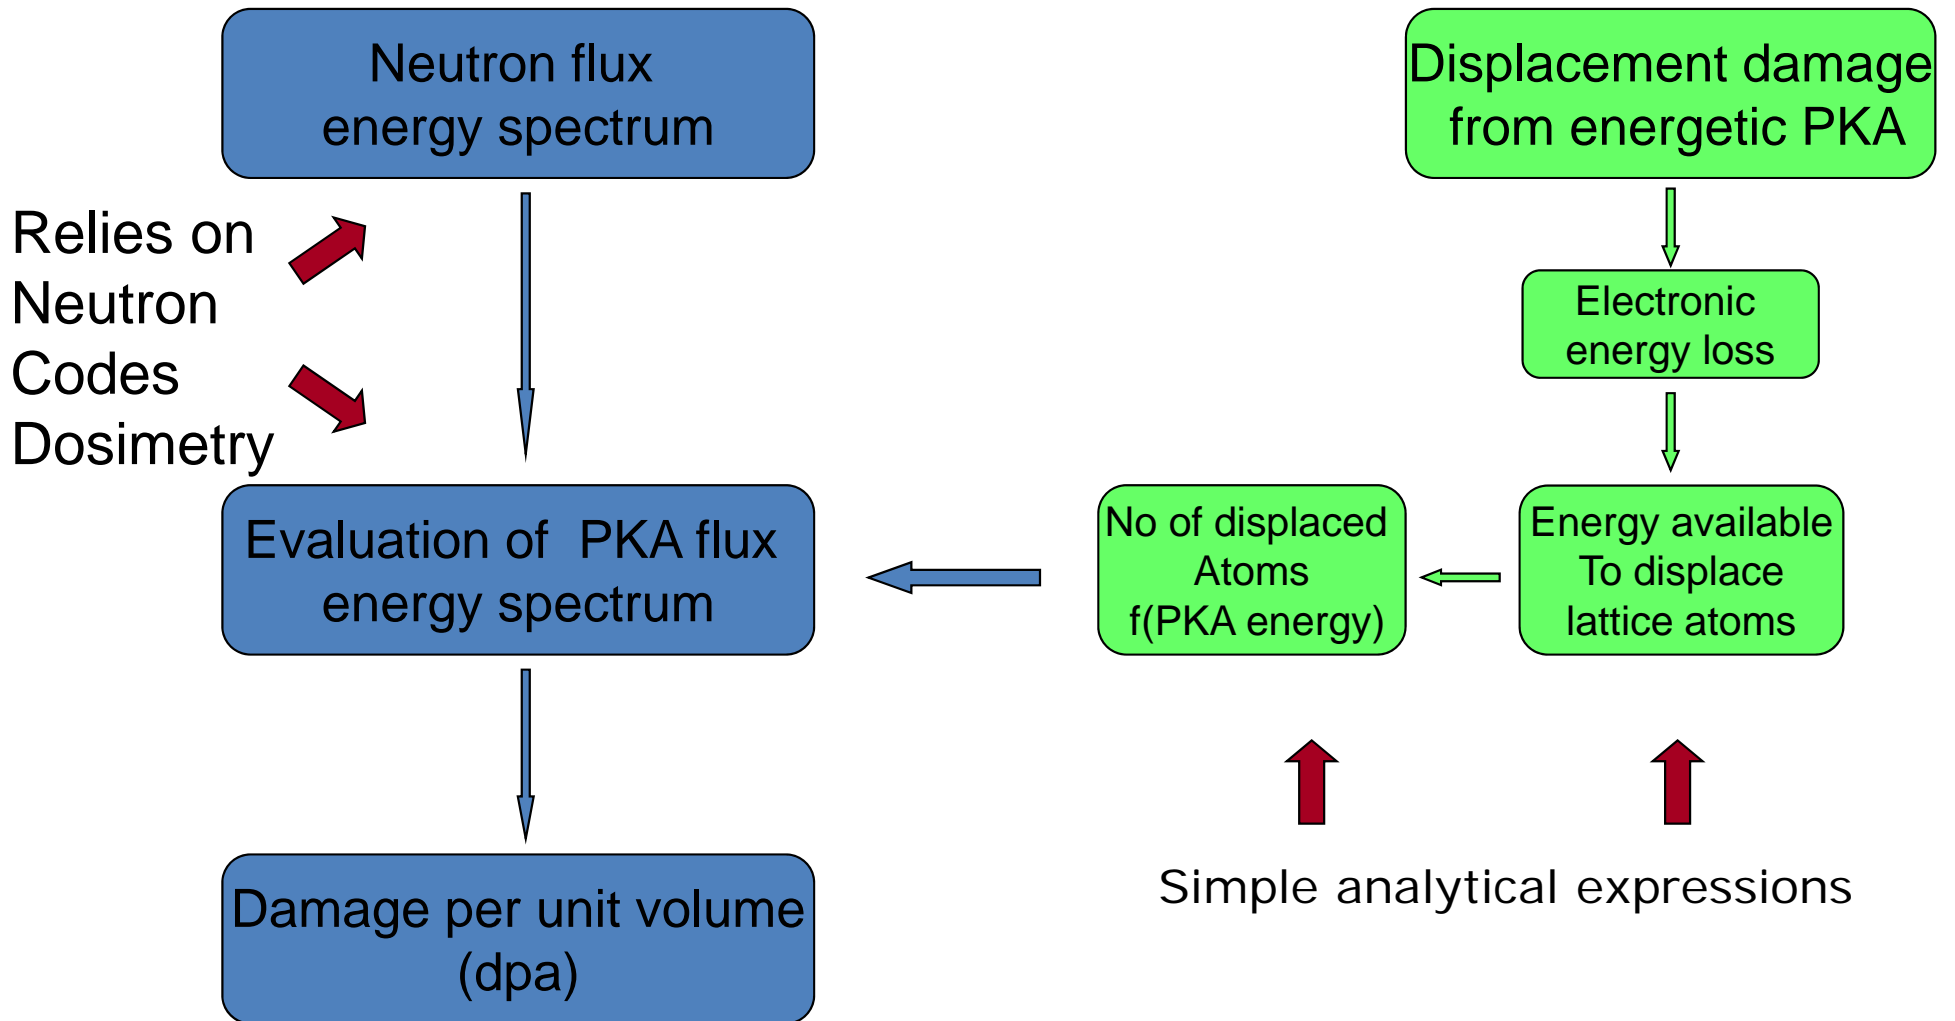 Neutron flux
energy spectrum
Relies on
Neutron
Codes
Dosimetry
Evaluation of  PKA flux
energy spectrum
Damage per unit volume
(dpa)
Displacement damage
from energetic PKA
Electronic
energy loss
Energy available
To displace
lattice atoms
No of displaced
Atoms
f(PKA energy)
Simple analytical expressions